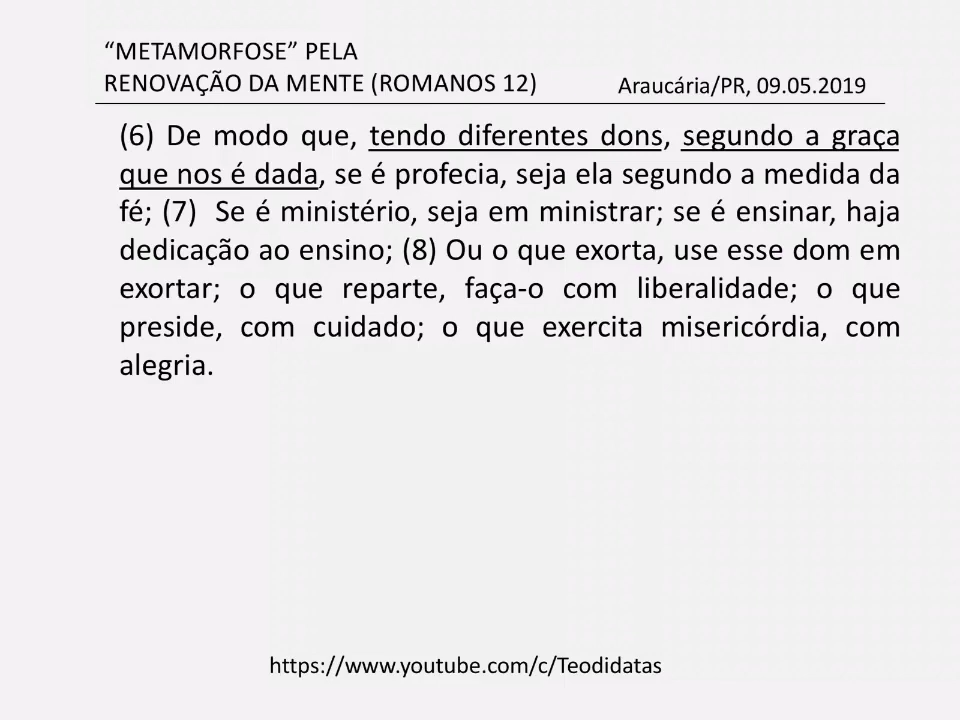 “METAMORFOSE” PELA
RENOVAÇÃO DA MENTE (ROMANOS 12)
Araucária/PR, 09.05.2019
(6) De modo que, tendo diferentes dons, segundo a graça
que nos é dada, se é profecia, seja ela segundo a medida da
fé; (7)  Se é ministério, seja em ministrar; se é ensinar, haja
dedicação ao ensino; (8) Ou o que exorta, use esse dom em
exortar; o que reparte, faça-o com liberalidade; o que
preside, com cuidado; o que exercita misericórdia, com
alegria.
https://www.youtube.com/c/Teodidatas